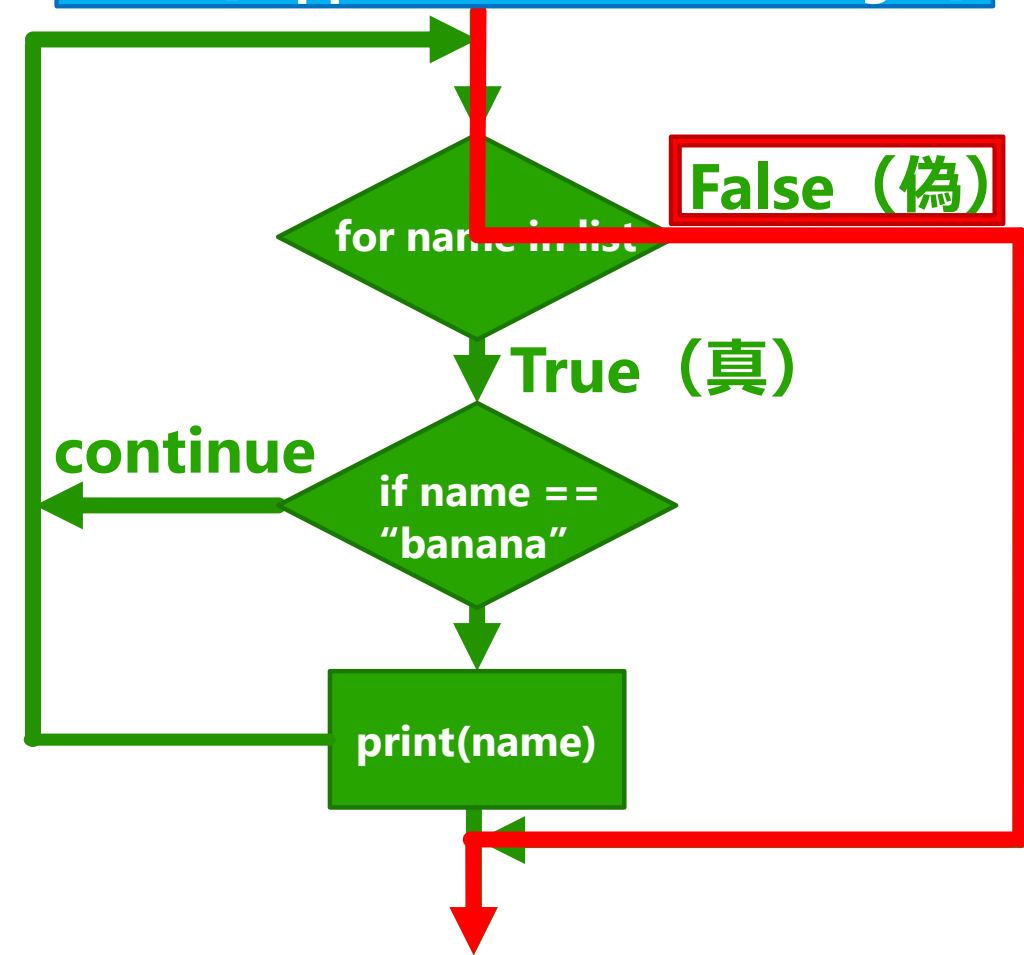 False（偽）
for name in list
True（真）
continue
if name ==
“banana”
print(name)